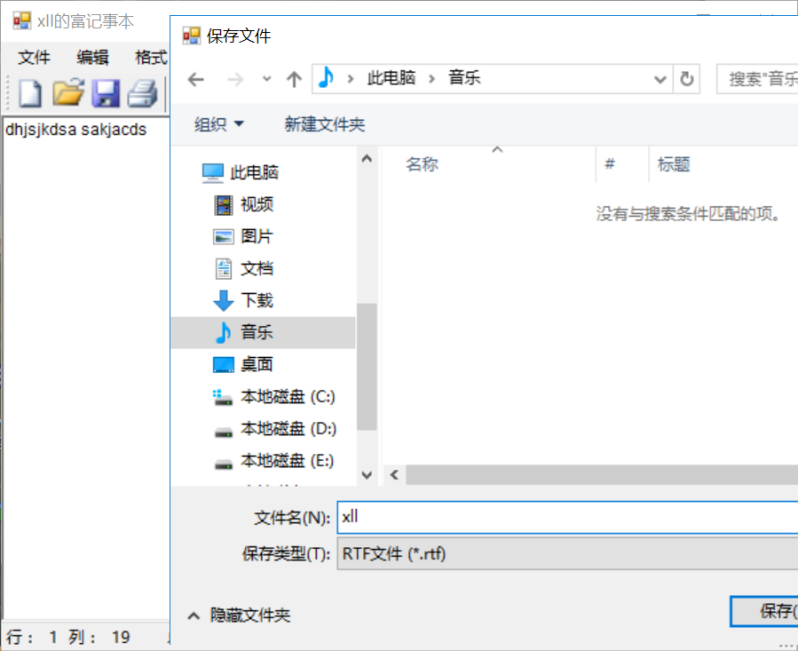 xll的富记事本
保存文件
文件 编辑 格式
此电脑 › 音乐
搜索"音乐
组织 新建文件夹
dhjsjkdsa sakjacds
名称 # 标题
没有与搜索条件匹配的项。
此电脑
视频
图片
文档
下载
音乐
桌面
本地磁盘 (C:)
本地磁盘 (D:)
本地磁盘 (E:)
文件名(N): xll
保存类型(T): RTF文件 (*.rtf)
隐藏文件夹
保存(
行： 1 列： 19